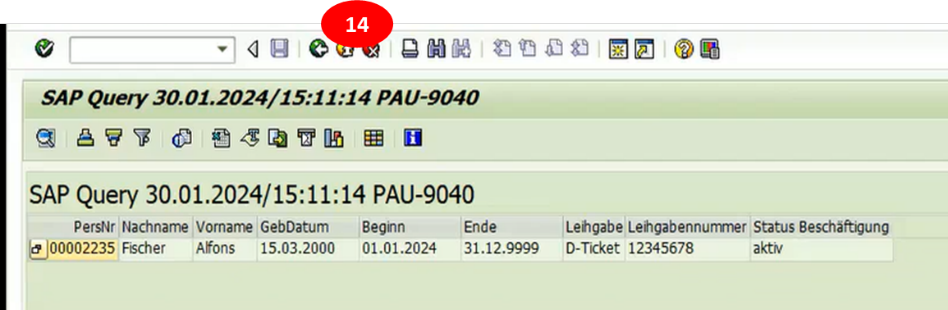 14
SAP Query 30.01.2024/15:11:14 PAU-9040
SAP Query 30.01.2024/15:11:14 PAU-9040
PersNr Nachname Vorname GebDatum Beginn Ende Leihgabe Leihgabennummer Status Beschäftigung
00002235 Fischer Alfons 15.03.2000 01.01.2024 31.12.9999 D-Ticket 12345678 aktiv